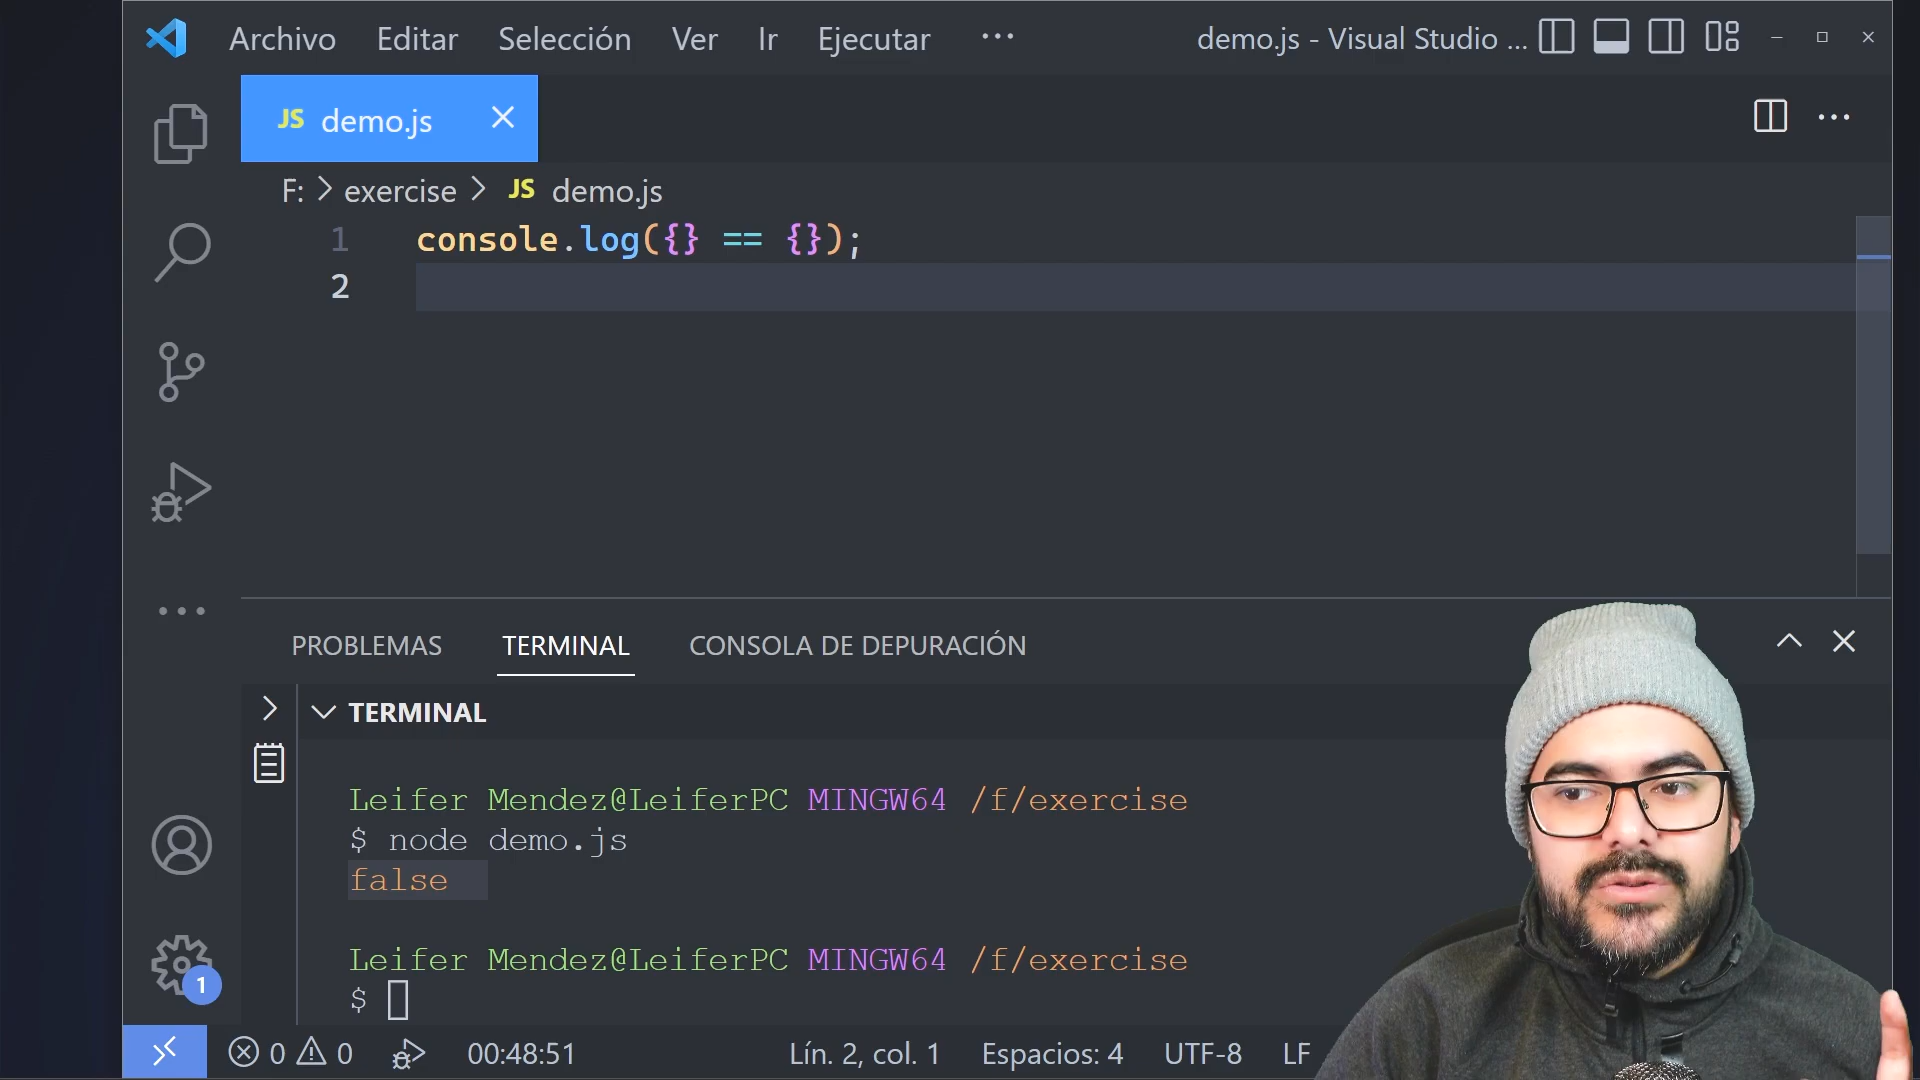 Archivo Editar Selección Ver Ir Ejecutar ··· demo.js - Visual Studio ...
JS demo.js
F: > exercise > JS demo.js
1 console.log({} == {});
2
PROBLEMAS TERMINAL CONSOLA DE DEPURACIÓN
TERMINAL
Leifer Mendez@LeiferPC MINGW64 /f/exercise
$ node demo.js
false
Leifer Mendez@LeiferPC MINGW64 /f/exercise
$
1
0 0 00:48:51 Lín. 2, col. 1 Espacios: 4 UTF-8 LF